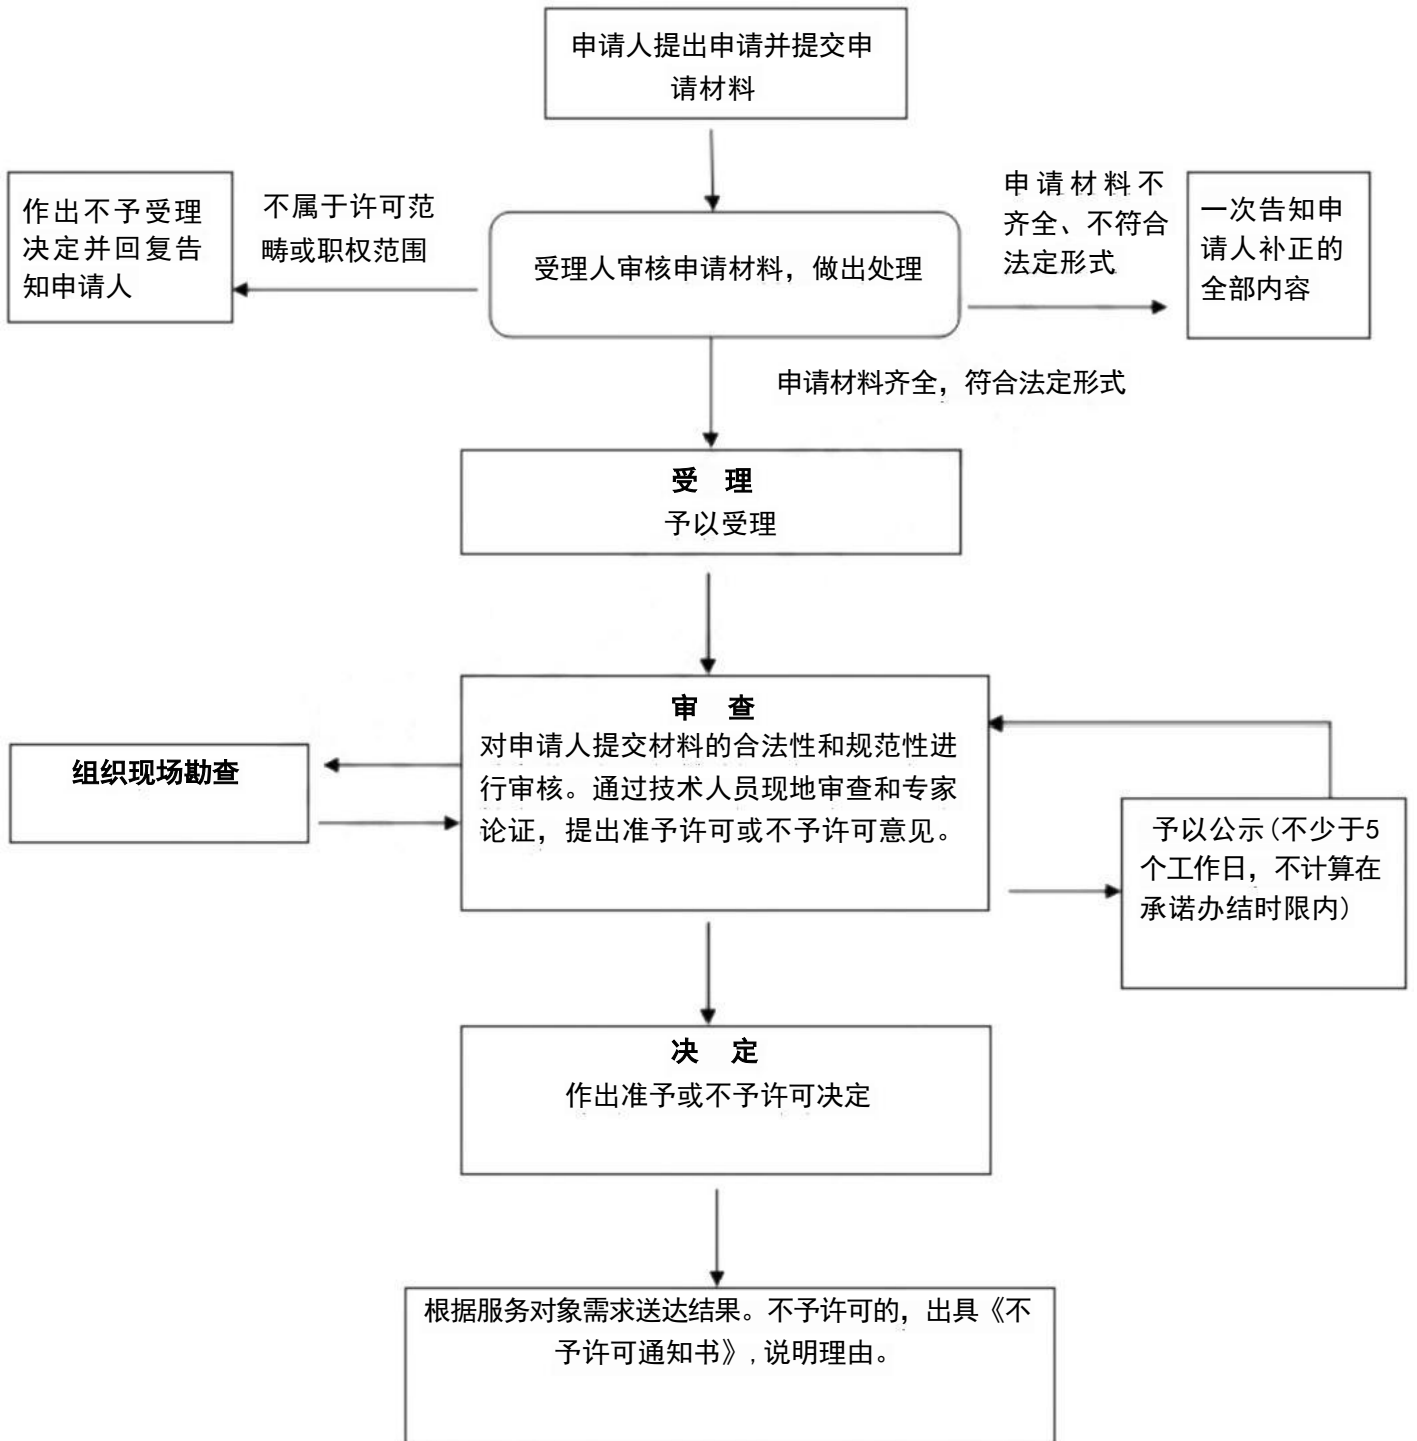 申请人提出申请并提交申
请材料
作出不予受理
决定并回复告
知申请人
不属于许可范
畴或职权范围
受理人审核申请材料，做出处理
申请材料不
齐全、不符合
法定形式
一次告知申
请人补正的
全部内容
申请材料齐全，符合法定形式
受 理
予以受理
审 查
对申请人提交材料的合法性和规范性进
行审核。通过技术人员现地审查和专家
论证，提出准予许可或不予许可意见。
组织现场勘查
予以公示(不少于5
个工作日，不计算在
承诺办结时限内)
决 定
作出准予或不予许可决定
根据服务对象需求送达结果。不予许可的，出具《不
予许可通知书》,说明理由。